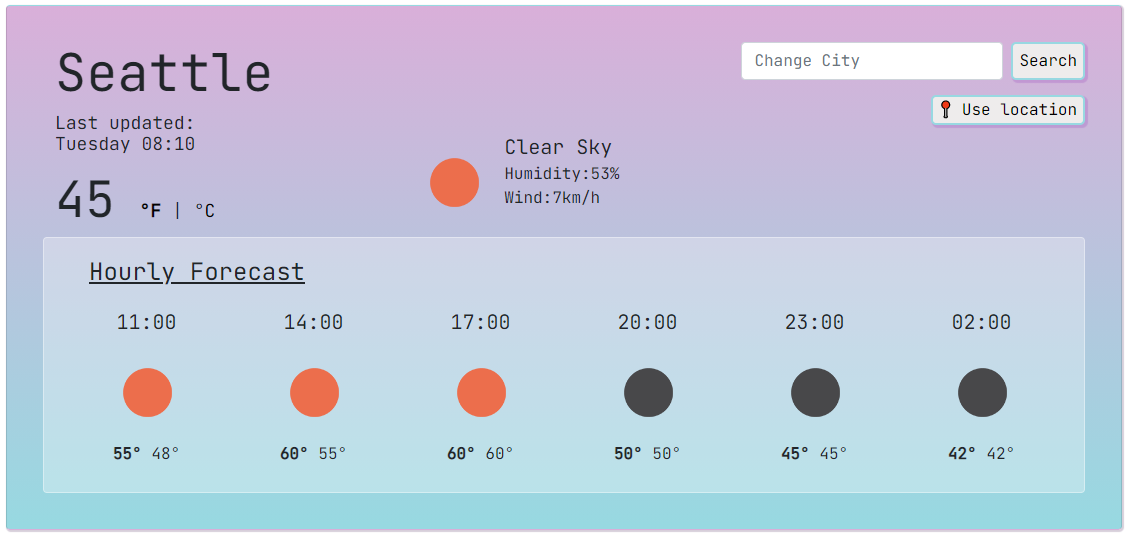 Seattle
Change City
Search
Use location
Last updated:
Tuesday 08:10
Clear Sky
Humidity:53%
Wind:7km/h
45 °F | °C
Hourly Forecast
11:00 14:00 17:00 20:00 23:00 02:00
55° 48° 60° 55° 60° 60° 50° 50° 45° 45° 42° 42°